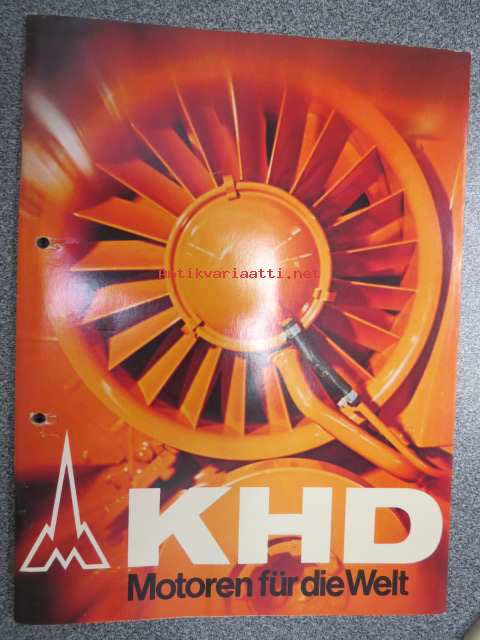 Antikvariaatti.net
KHD
Motoren für die Welt